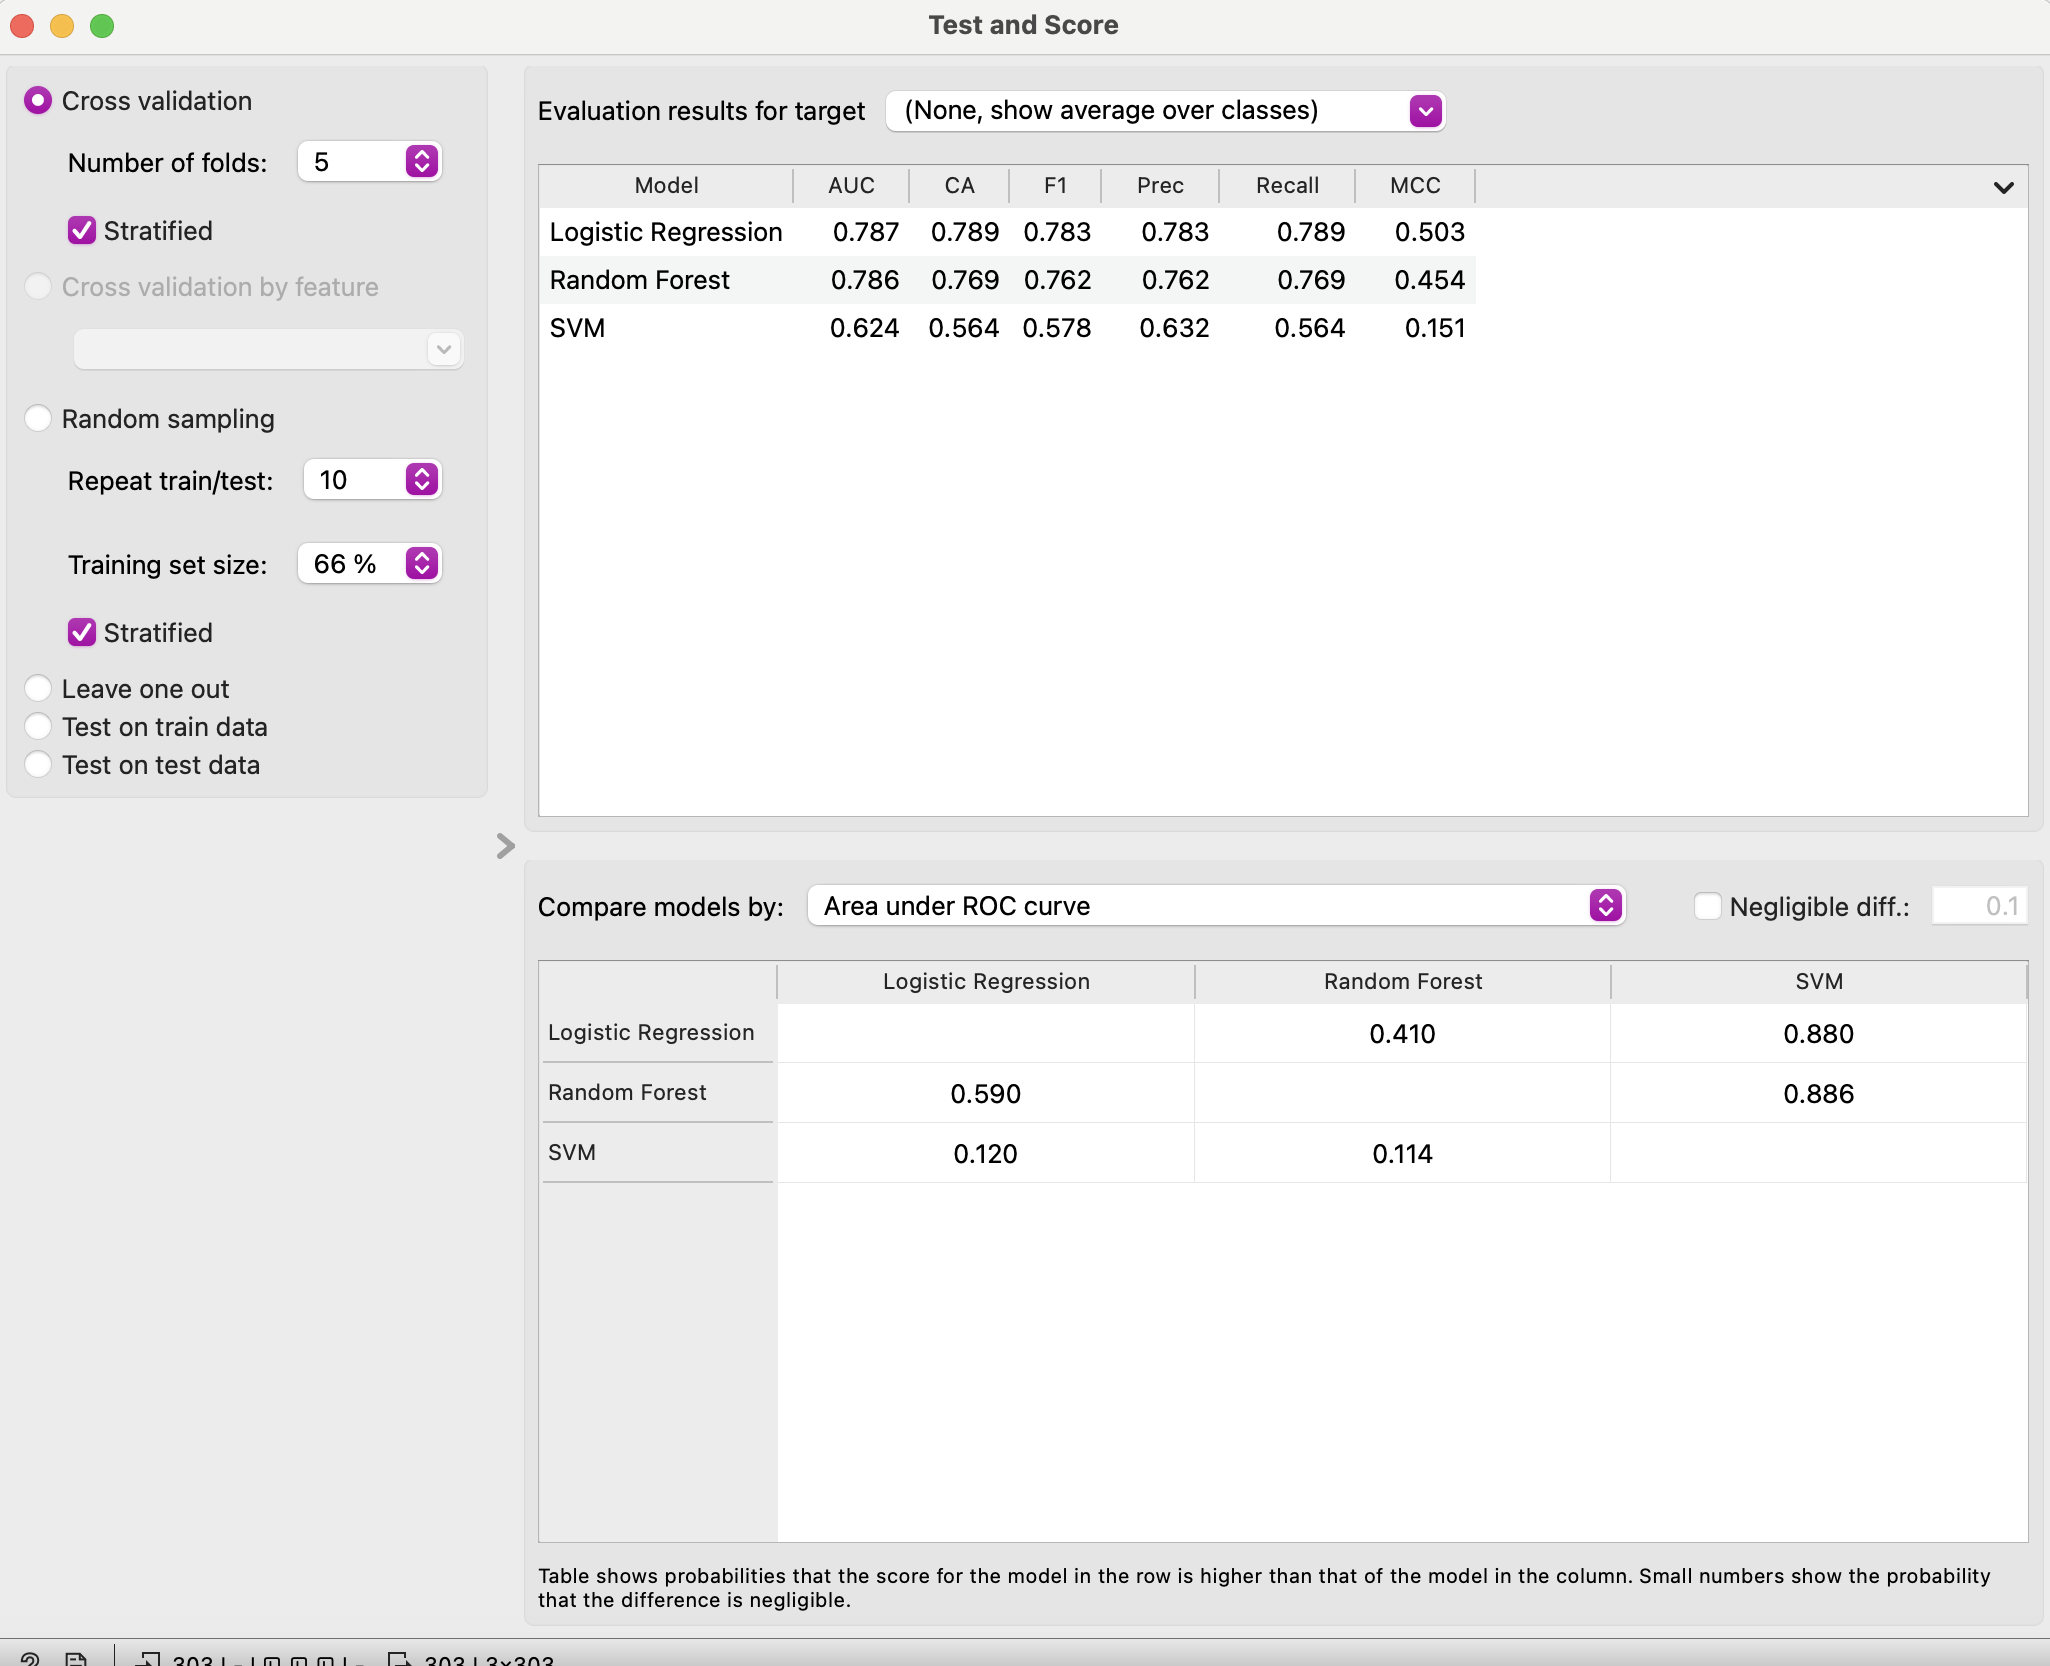 Test and Score
Cross validation
Number of folds: 5
Stratified
Cross validation by feature
Random sampling
Repeat train/test: 10
Training set size: 66 %
Stratified
Leave one out
Test on train data
Test on test data
Evaluation results for target (None, show average over classes)
Model AUC CA F1 Prec Recall MCC
Logistic Regression 0.787 0.789 0.783 0.783 0.789 0.503
Random Forest 0.786 0.769 0.762 0.762 0.769 0.454
SVM 0.624 0.564 0.578 0.632 0.564 0.151
Compare models by: Area under ROC curve Negligible diff.: 0.1
Logistic Regression Random Forest SVM
Logistic Regression 0.410 0.880
Random Forest 0.590 0.886
SVM 0.120 0.114
Table shows probabilities that the score for the model in the row is higher than that of the model in the column. Small numbers show the probability
that the difference is negligible.
? 303 | - | - 303 | 3×303